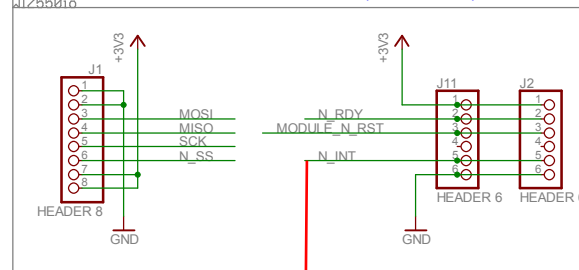 +3V3
+3V3
J1
J11
J2
1
2
3
4
5
6
7
8
MOSI
MISO
SCK
N_SS
N_RDY
MODULE_N_RST
N_INT
1
2
3
4
5
6
1
2
3
4
5
6
HEADER 8
HEADER 6
HEADER
GND
GND